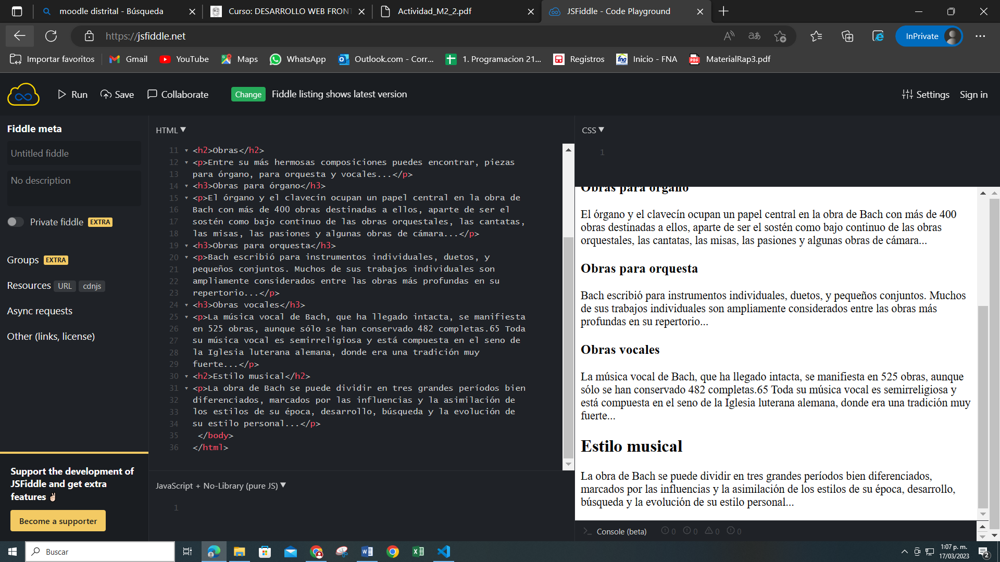 moodle distrital - Búsqueda
Curso: DESARROLLO WEB FRONT
Actividad_M2_2.pdf
JSFiddle - Code Playground
https://jsfiddle.net
InPrivate
Importar favoritos
Gmail
YouTube
Maps
WhatsApp
Outlook.com - Corr...
1. Programacion 21...
Registros
Inicio - FNA
MaterialRap3.pdf
Run
Save
Collaborate
Change
Fiddle listing shows latest version
Settings
Sign in
Fiddle meta
Untitled fiddle
No description
Private fiddle EXTRA
Groups EXTRA
Resources URL cdnjs
Async requests
Other (links, license)
Support the development of
JSFiddle and get extra
features ✌🏻
Become a supporter
HTML ▼
11 <h2>Obras</h2>
12 <p>Entre su más hermosas composiciones puedes encontrar, piezas
13 para órgano, para orquesta y vocales...</p>
14 <h3>Obras para órgano</h3>
15 <p>El órgano y el clavecín ocupan un papel central en la obra de
16 Bach con más de 400 obras destinadas a ellos, aparte de ser el
17 sostén como bajo continuo de las obras orquestales, las cantatas,
18 las misas, las pasiones y algunas obras de cámara...</p>
19 <h3>Obras para orquesta</h3>
20 <p>Bach escribió para instrumentos individuales, duetos, y
21 pequeños conjuntos. Muchos de sus trabajos individuales son
22 ampliamente considerados entre las obras más profundas en su
23 repertorio...</p>
24 <h3>Obras vocales</h3>
25 <p>La música vocal de Bach, que ha llegado intacta, se manifiesta
26 en 525 obras, aunque sólo se han conservado 482 completas.65 Toda
27 su música vocal es semirreligiosa y está compuesta en el seno de
28 la Iglesia luterana alemana, donde era una tradición muy
29 fuerte...</p>
30 <h2>Estilo musical</h2>
31 <p>La obra de Bach se puede dividir en tres grandes períodos bien
32 diferenciados, marcados por las influencias y la asimilación de
33 los estilos de su época, desarrollo, búsqueda y la evolución de
34 su estilo personal...</p>
35 </body>
36 </html>
JavaScript + No-Library (pure JS) ▼
1
CSS ▼
1
Obras para órgano
El órgano y el clavecín ocupan un papel central en la obra de Bach con más de 400
obras destinadas a ellos, aparte de ser el sostén como bajo continuo de las obras
orquestales, las cantatas, las misas, las pasiones y algunas obras de cámara...
Obras para orquesta
Bach escribió para instrumentos individuales, duetos, y pequeños conjuntos. Muchos
de sus trabajos individuales son ampliamente considerados entre las obras más
profundas en su repertorio...
Obras vocales
La música vocal de Bach, que ha llegado intacta, se manifiesta en 525 obras, aunque
sólo se han conservado 482 completas.65 Toda su música vocal es semirreligiosa y
está compuesta en el seno de la Iglesia luterana alemana, donde era una tradición muy
fuerte...
Estilo musical
La obra de Bach se puede dividir en tres grandes períodos bien diferenciados,
marcados por las influencias y la asimilación de los estilos de su época, desarrollo,
búsqueda y la evolución de su estilo personal...
>_ Console (beta) 0 0 0 0
Buscar
1:07 p. m.
17/03/2023
2